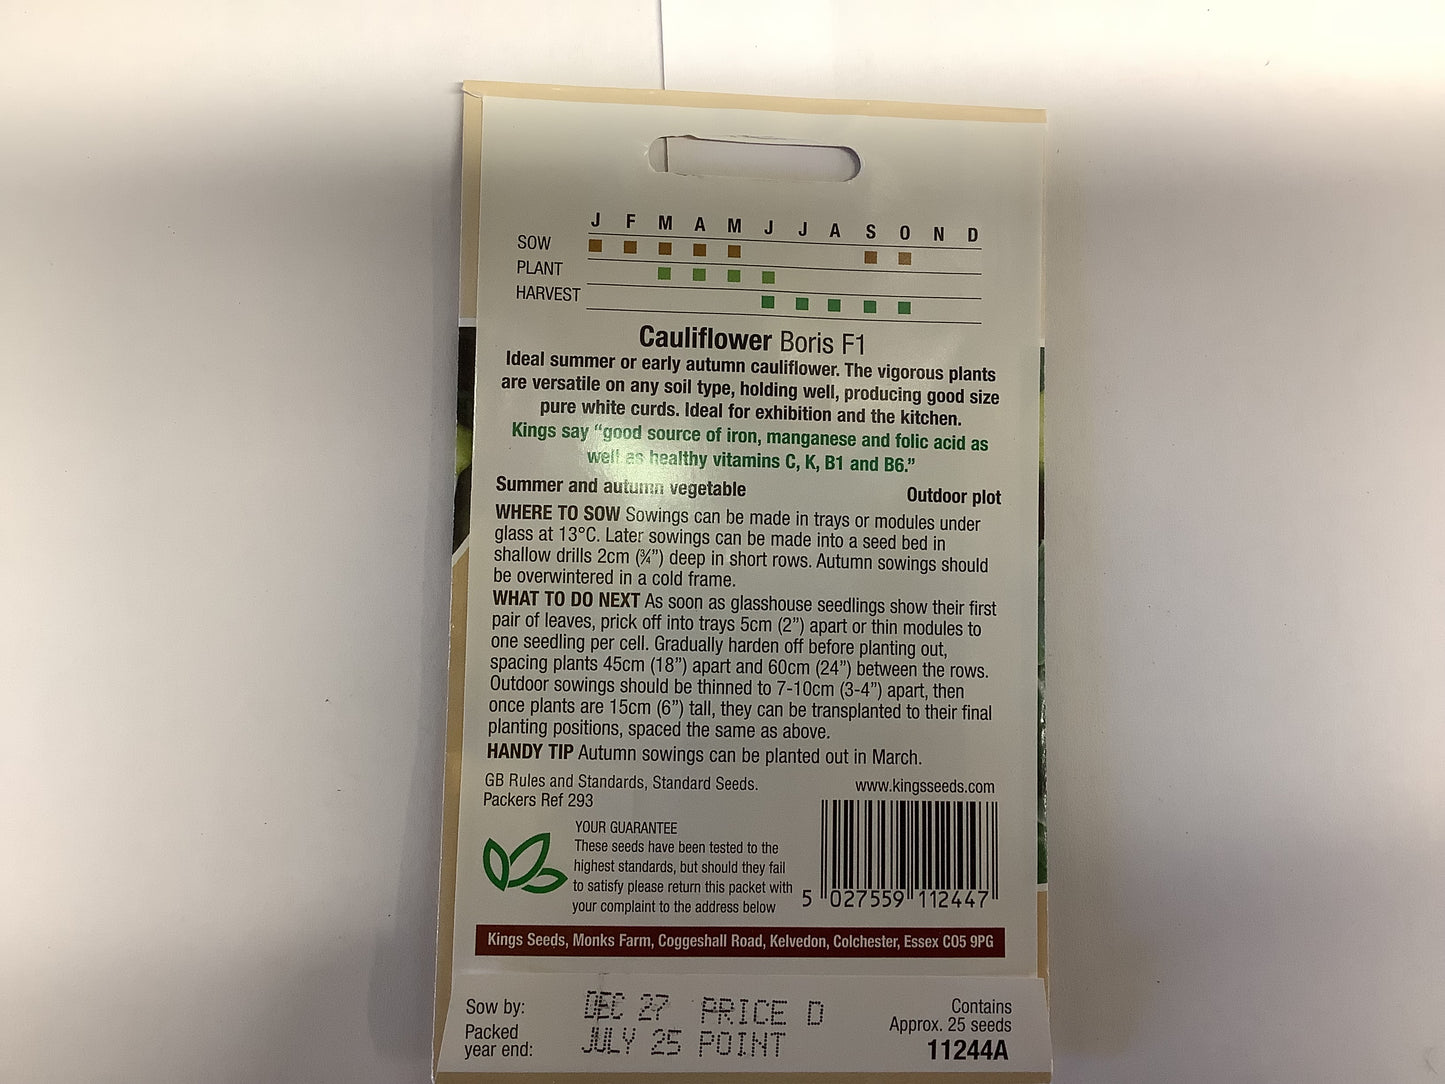 J F M A M J J A S O N D
SOW
PLANT
HARVEST
Cauliflower Boris F1
Ideal summer or early autumn cauliflower. The vigorous plants
are versatile on any soil type, holding well, producing good size
pure white curds. Ideal for exhibition and the kitchen.
Kings say “good source of iron, manganese and folic acid as
well as healthy vitamins C, K, B1 and B6.”
Summer and autumn vegetable Outdoor plot
WHERE TO SOW Sowings can be made in trays or modules under
glass at 13°C. Later sowings can be made into a seed bed in
shallow drills 2cm (¾”) deep in short rows. Autumn sowings should
be overwintered in a cold frame.
WHAT TO DO NEXT As soon as glasshouse seedlings show their first
pair of leaves, prick off into trays 5cm (2”) apart or thin modules to
one seedling per cell. Gradually harden off before planting out,
spacing plants 45cm (18”) apart and 60cm (24”) between the rows.
Outdoor sowings should be thinned to 7-10cm (3-4”) apart, then
once plants are 15cm (6”) tall, they can be transplanted to their final
planting positions, spaced the same as above.
HANDY TIP Autumn sowings can be planted out in March.
GB Rules and Standards, Standard Seeds. www.kingsseeds.com
Packers Ref 293
YOUR GUARANTEE
These seeds have been tested to the
highest standards, but should they fail
to satisfy please return this packet with
your complaint to the address below
5 027559 112447
Kings Seeds, Monks Farm, Coggeshall Road, Kelvedon, Colchester, Essex CO5 9PG
Sow by: DEC 27 PRICE D
Packed
year end: JULY 25 POINT
Contains
Approx. 25 seeds
11244A